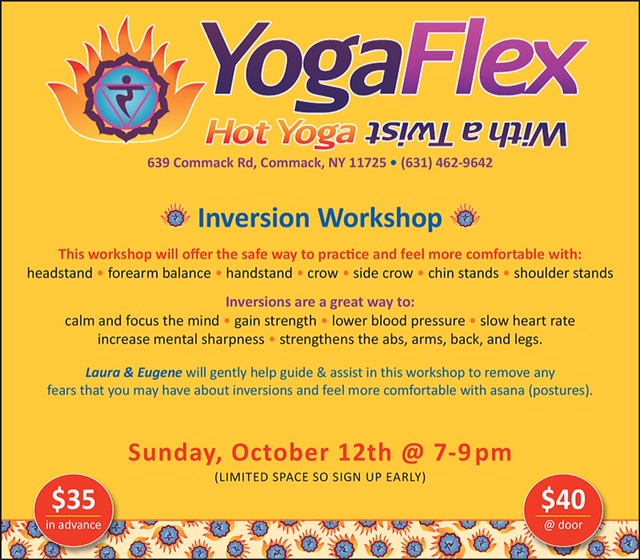 YogaFlex
Hot Yoga With a Twist
639 Commack Rd, Commack, NY 11725 • (631) 462-9642
Inversion Workshop
This workshop will offer the safe way to practice and feel more comfortable with:
headstand • forearm balance • handstand • crow • side crow • chin stands • shoulder stands
Inversions are a great way to:
calm and focus the mind • gain strength • lower blood pressure • slow heart rate
increase mental sharpness • strengthens the abs, arms, back, and legs.
Laura & Eugene will gently help guide & assist in this workshop to remove any
fears that you may have about inversions and feel more comfortable with asana (postures).
Sunday, October 12th @ 7-9pm
(LIMITED SPACE SO SIGN UP EARLY)
$35
in advance
$40
@ door